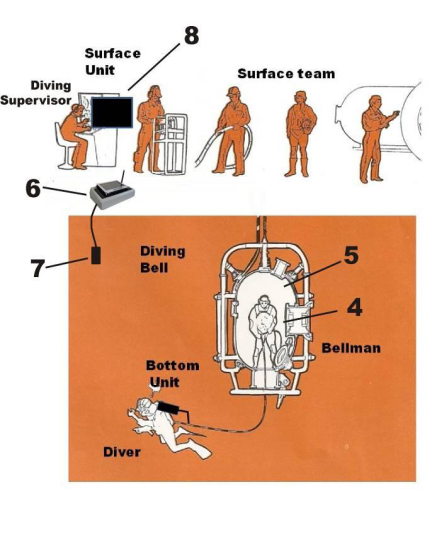 8
Surface
Unit
Surface team
Diving
Supervisor
6
7
Diving
Bell
5
4
Bellman
Bottom
Unit
Diver